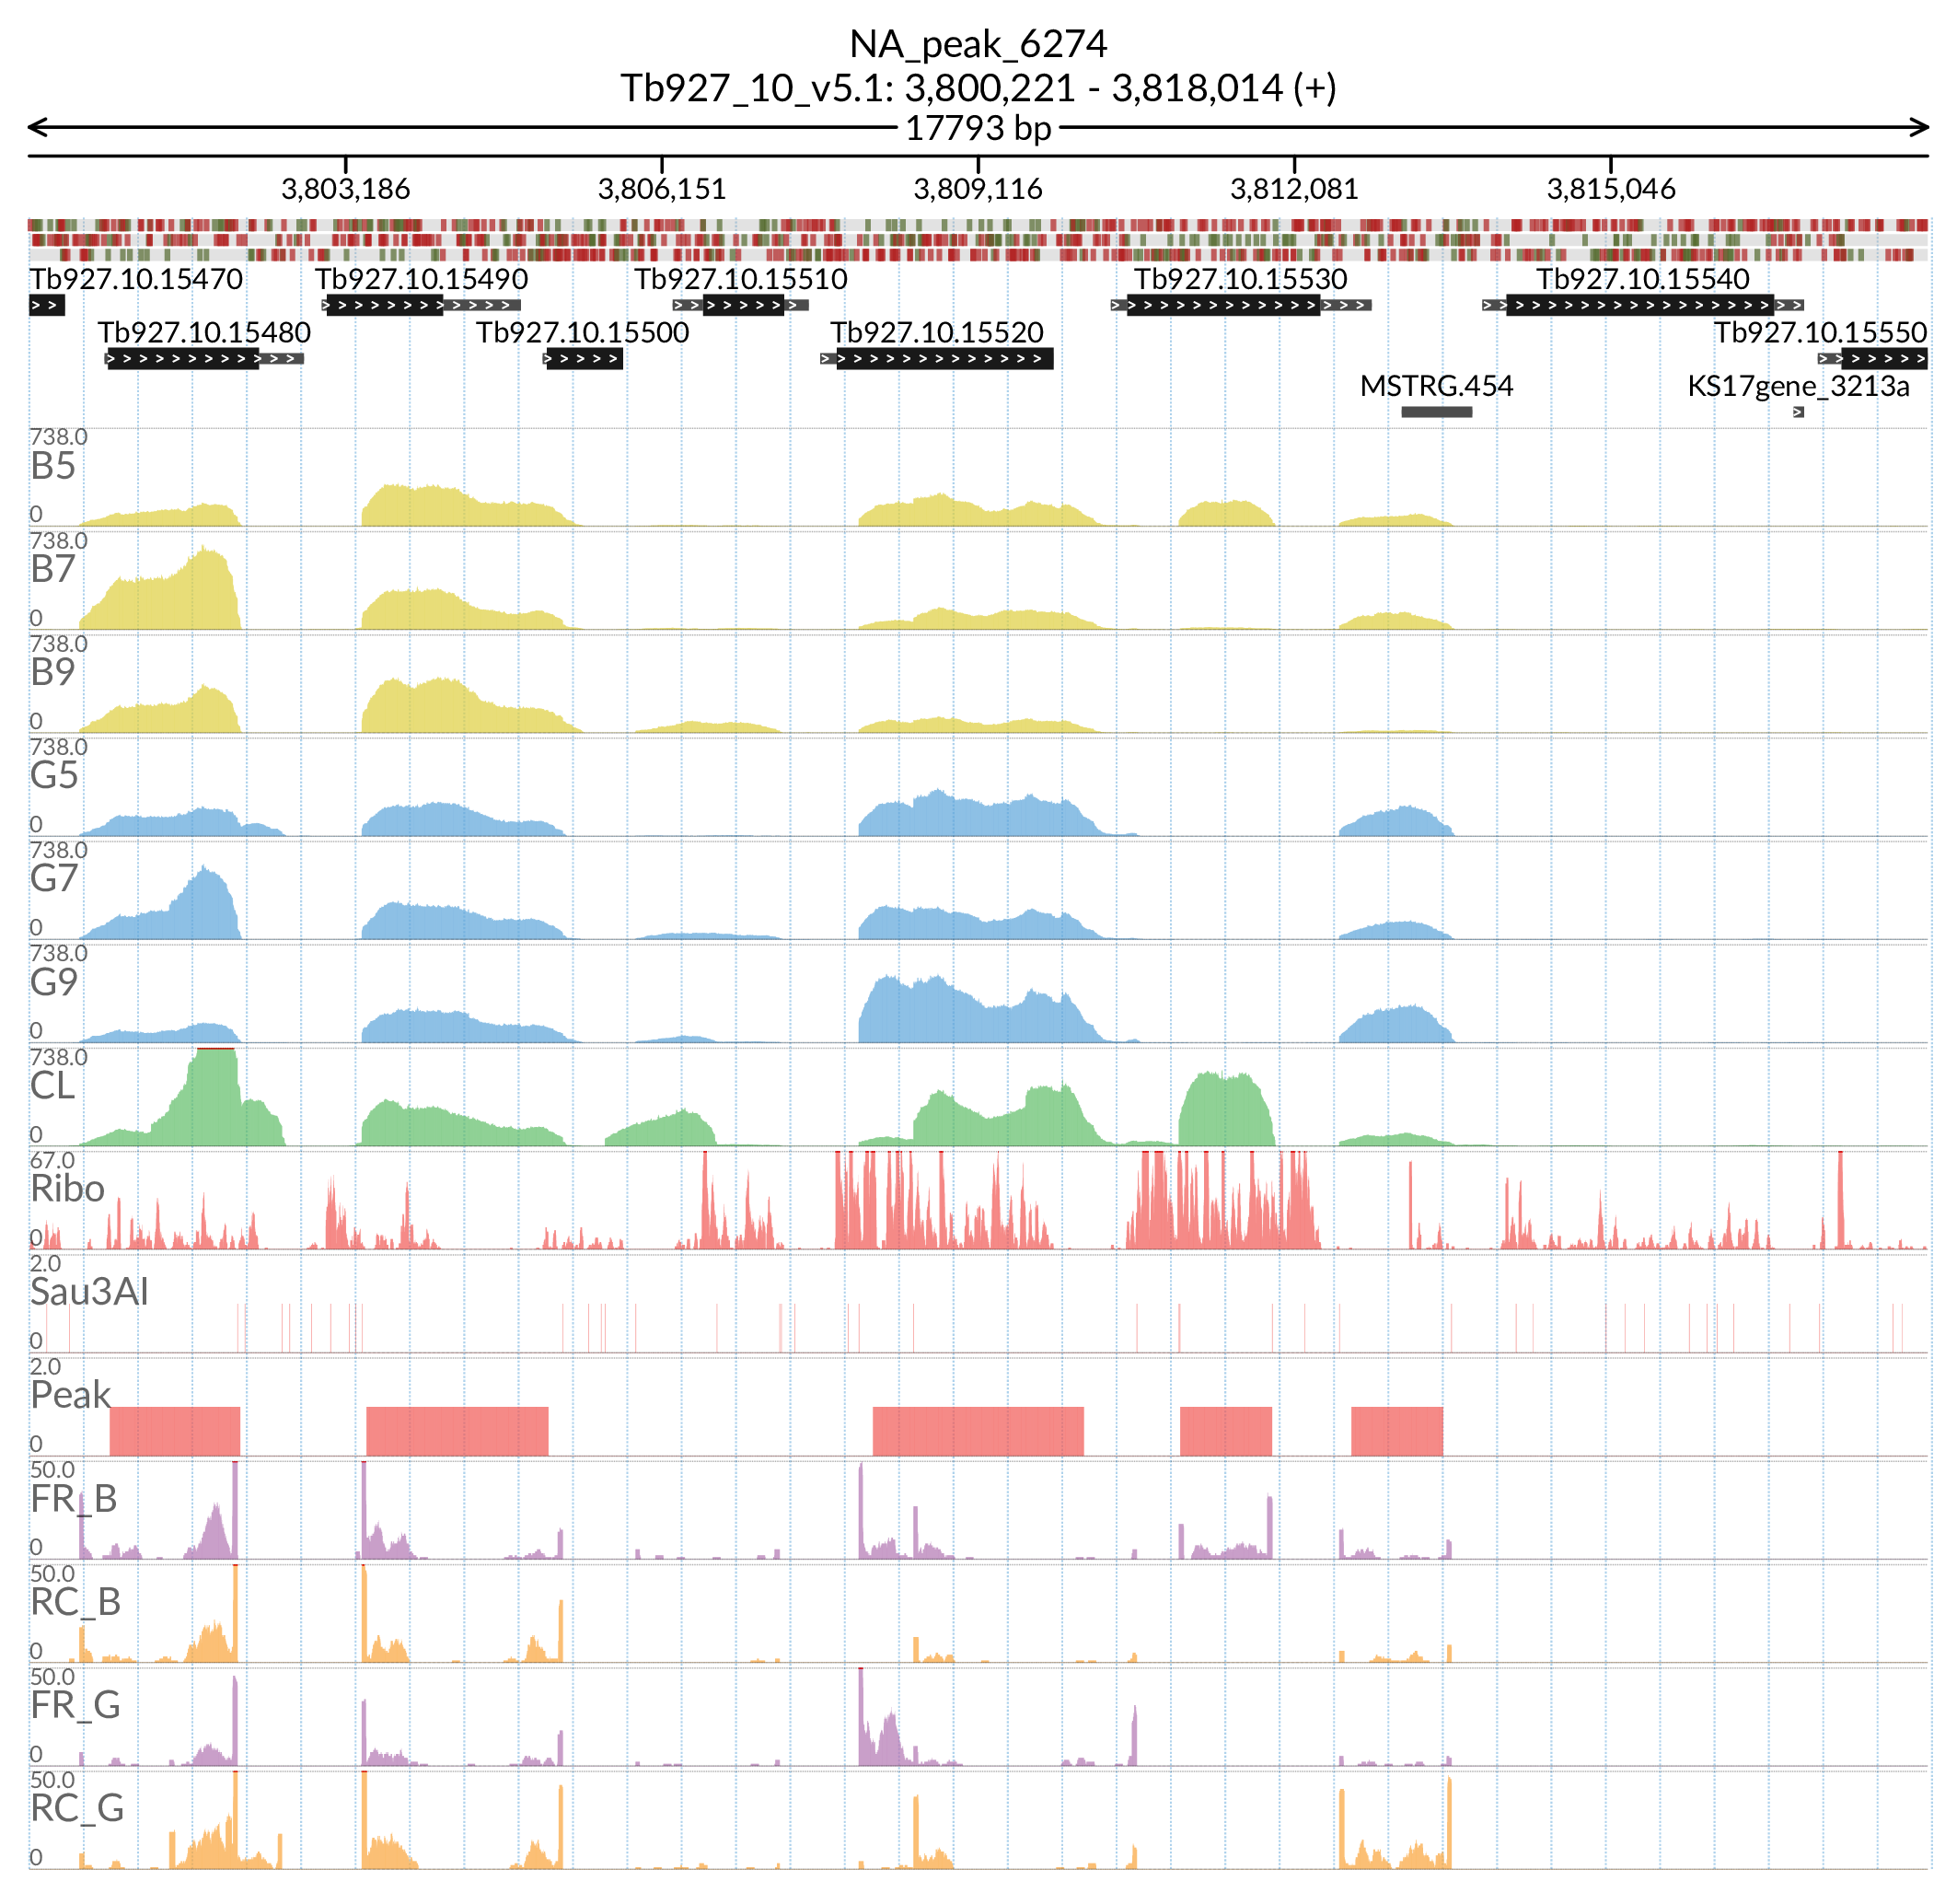 NA_peak_6274
Tb927_10_v5.1: 3,800,221 - 3,818,014 (+)
17793 bp
3,803,186 3,806,151 3,809,116 3,812,081 3,815,046
Tb927.10.15470 Tb927.10.15490 Tb927.10.15510 Tb927.10.15530 Tb927.10.15540
Tb927.10.15480 Tb927.10.15500 Tb927.10.15520 Tb927.10.15550
MSTRG.454 KS17gene_3213a
738.0
B5
0
738.0
B7
0
738.0
B9
0
738.0
G5
0
738.0
G7
0
738.0
G9
0
738.0
CL
0
67.0
Ribo
0
2.0
Sau3AI
0
2.0
Peak
0
50.0
FR_B
0
50.0
RC_B
0
50.0
FR_G
0
50.0
RC_G
0